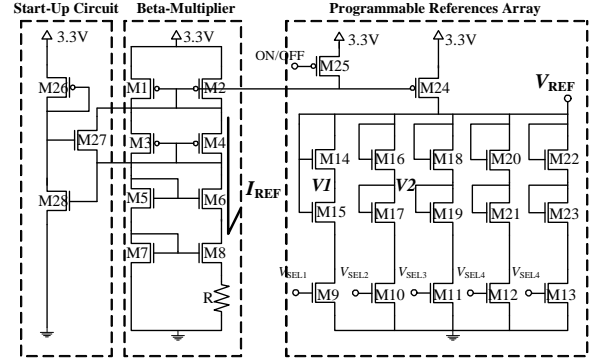 Start-Up Circuit
Beta-Multiplier
Programmable References Array
3.3V
3.3V
3.3V
3.3V
ON/OFF
M25
M26
M1
M2
M24
VREF
M27
M3
M4
M14
M16
M18
M20
M22
V1
V2
IREF
M28
M5
M6
M15
M17
M19
M21
M23
M7
M8
VSEL1
VSEL2
VSEL3
VSEL4
VSEL4
R
M9
M10
M11
M12
M13